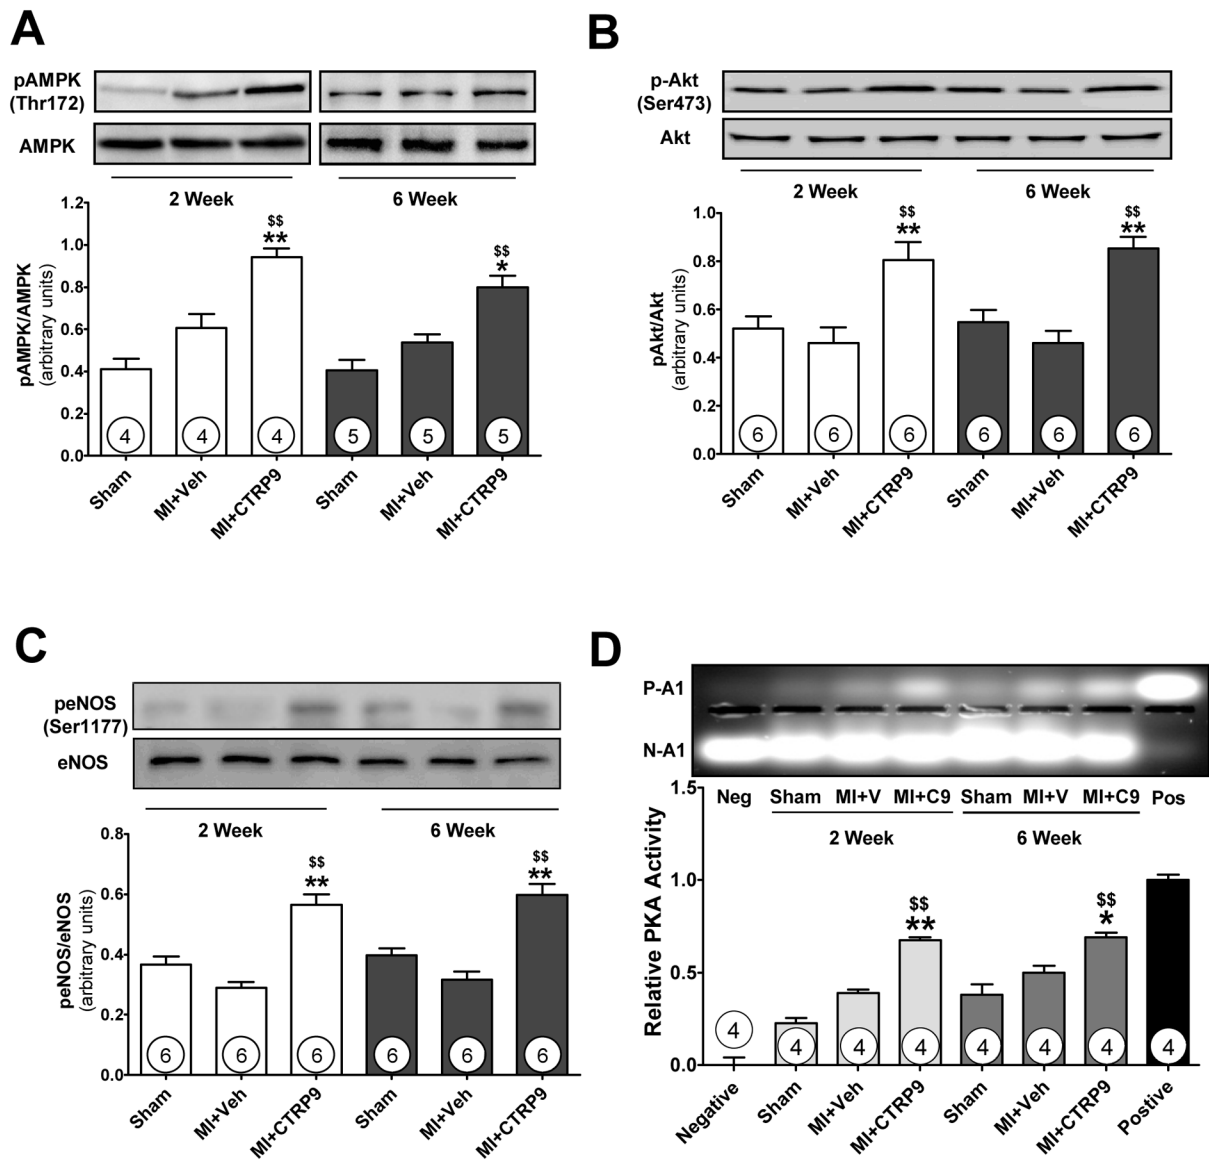 A
pAMPK
(Thr172)
AMPK
2 Week
6 Week
pAMPK/AMPK
(arbitrary units)
1.2
1.0
0.8
0.6
0.4
0.2
0.0
$$
**
$$
*
4
4
4
5
5
5
Sham
MI+Veh
MI+CTRP9
Sham
MI+Veh
MI+CTRP9
B
p-Akt
(Ser473)
Akt
2 Week
6 Week
pAkt/Akt
(arbitrary units)
1.0
0.8
0.6
0.4
0.2
0.0
$$
**
$$
**
6
6
6
6
6
6
Sham
MI+Veh
MI+CTRP9
Sham
MI+Veh
MI+CTRP9
C
peNOS
(Ser1177)
eNOS
2 Week
6 Week
peNOS/eNOS
(arbitrary units)
0.8
0.6
0.4
0.2
0.0
$$
**
$$
**
6
6
6
6
6
6
Sham
MI+Veh
MI+CTRP9
Sham
MI+Veh
MI+CTRP9
D
P-A1
N-A1
Neg Sham MI+V MI+C9 Sham MI+V MI+C9 Pos
2 Week
6 Week
Relative PKA Activity
1.5
1.0
0.5
0.0
$$
**
$$
*
4
4
4
4
4
4
4
4
Negative
Sham
MI+Veh
MI+CTRP9
Sham
MI+Veh
MI+CTRP9
Postive